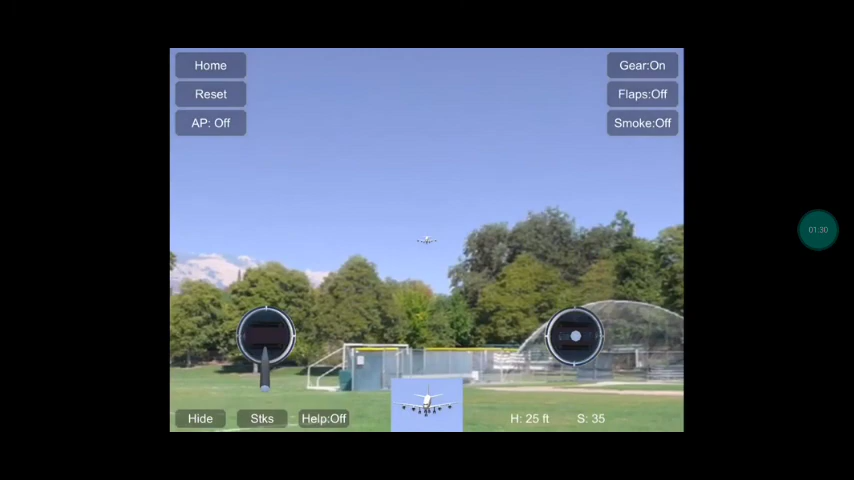 Home
Gear:On
Reset
Flaps:Off
AP: Off
Smoke:Off
01:30
Hide
Stks
Help:Off
H: 25 ft
S: 35